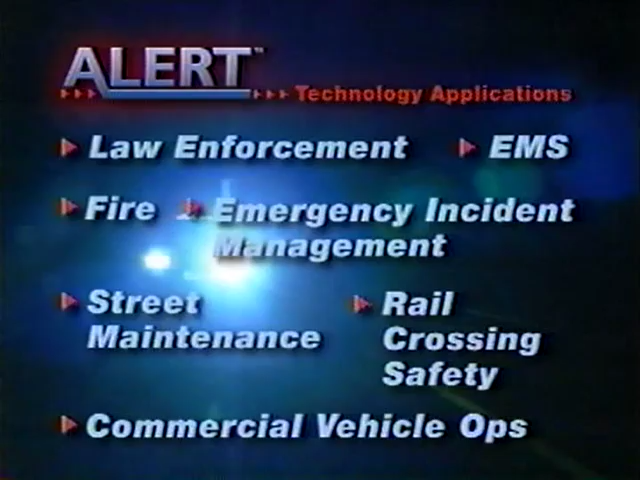 ALERT™
Technology Applications
Law Enforcement
EMS
Fire
Emergency Incident
Management
Street
Maintenance
Rail
Crossing
Safety
Commercial Vehicle Ops